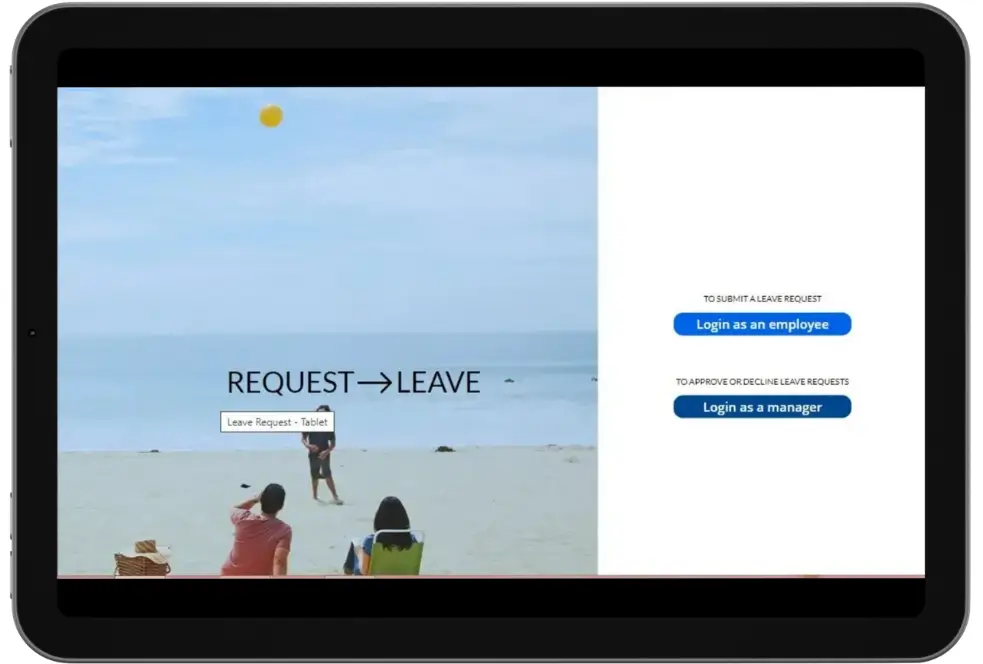 REQUEST→LEAVE
Leave Request - Tablet
TO SUBMIT A LEAVE REQUEST
Login as an employee
TO APPROVE OR DECLINE LEAVE REQUESTS
Login as a manager